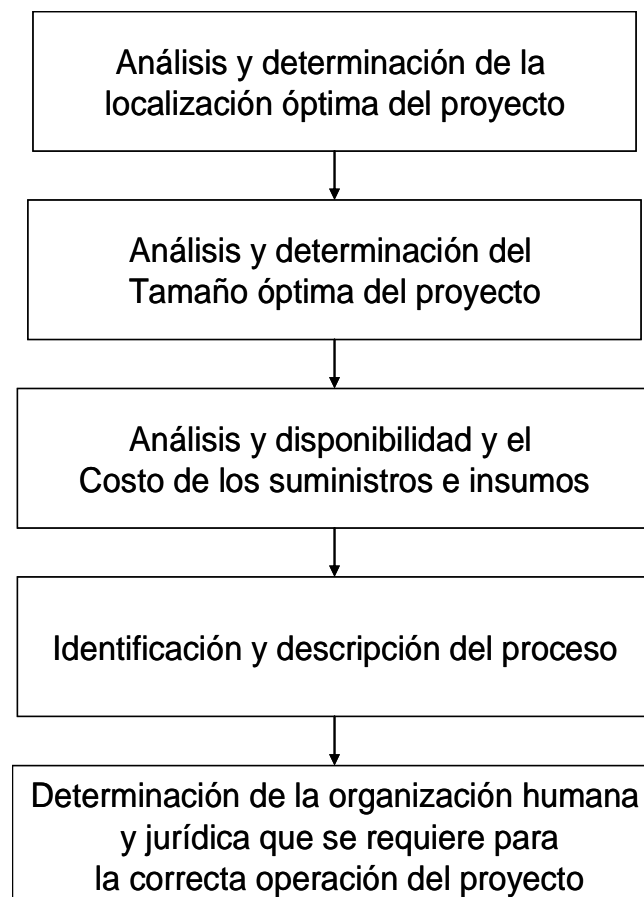 Análisis y determinación de la
localización óptima del proyecto
Análisis y determinación del
Tamaño óptima del proyecto
Análisis y disponibilidad y el
Costo de los suministros e insumos
Identificación y descripción del proceso
Determinación de la organización humana
y jurídica que se requiere para
la correcta operación del proyecto